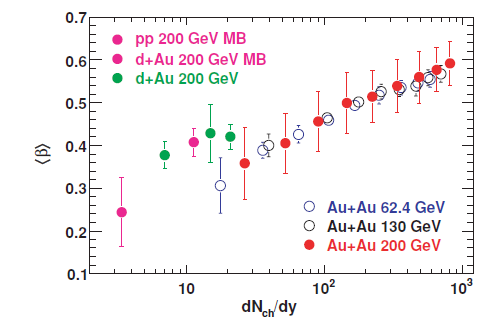 0.7
0.6
0.5
0.4
0.3
0.2
0.1
⟨β⟩
pp 200 GeV MB
d+Au 200 GeV MB
d+Au 200 GeV
Au+Au 62.4 GeV
Au+Au 130 GeV
Au+Au 200 GeV
10
10²
10³
dN_ch/dy